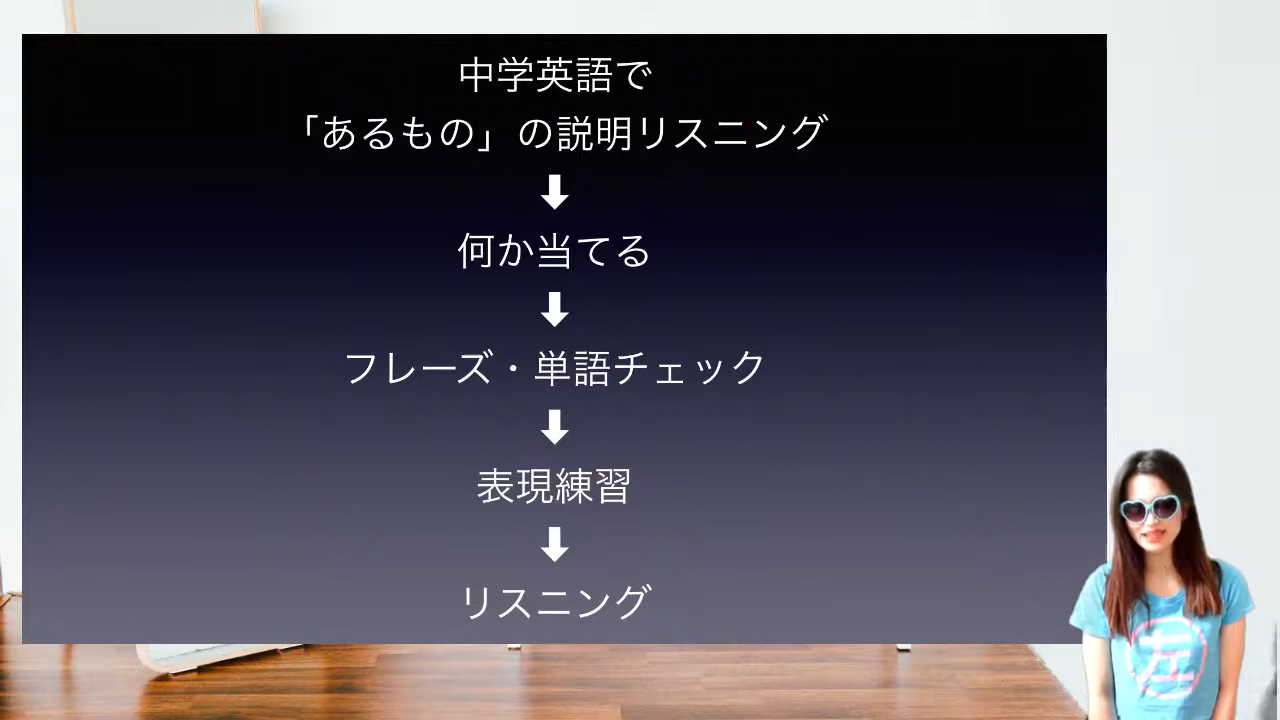 中学英語で
「あるもの」の説明リスニング
何か当てる
フレーズ・単語チェック
表現練習
リスニング
左